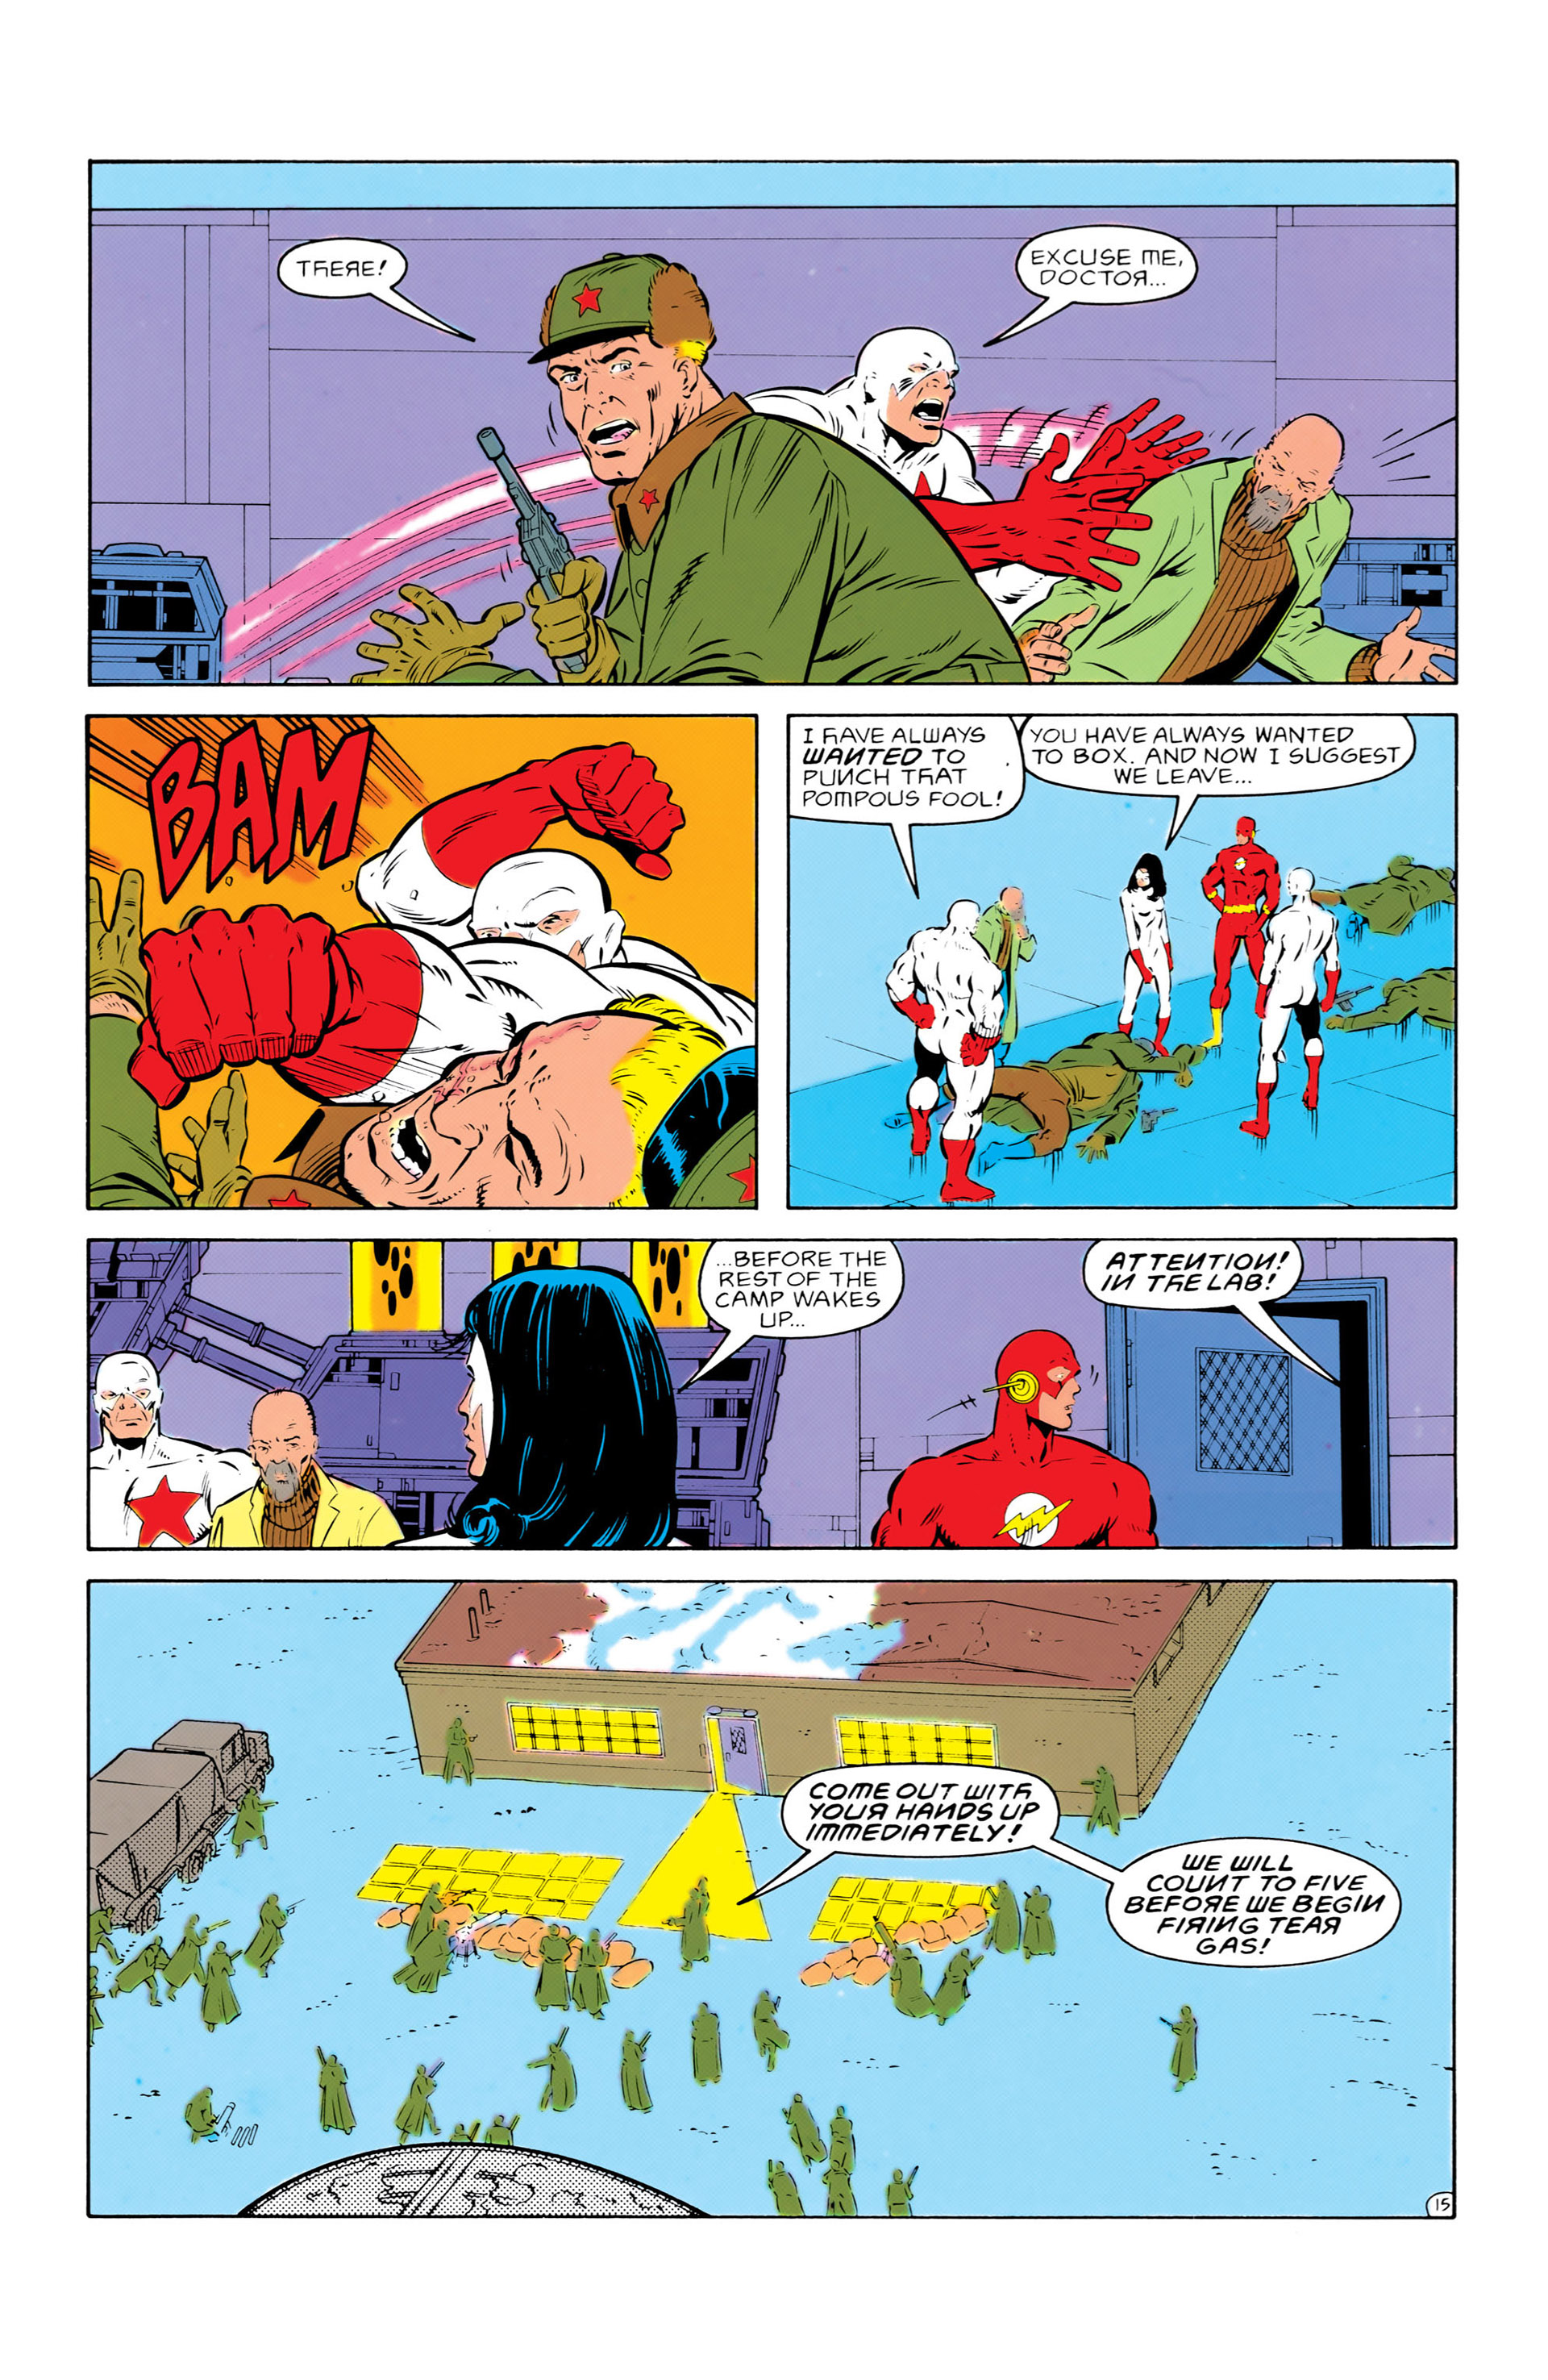 THERE!
EXCUSE ME,
DOCTOR...
BAM
I HAVE ALWAYS
WANTED TO
PUNCH THAT
POMPOUS FOOL!
YOU HAVE ALWAYS WANTED
TO BOX. AND NOW I SUGGEST
WE LEAVE...
...BEFORE THE
REST OF THE
CAMP WAKES
UP...
ATTENTION!
IN THE LAB!
COME OUT WITH
YOUR HANDS UP
IMMEDIATELY!
WE WILL
COUNT TO FIVE
BEFORE WE BEGIN
FIRING TEAR
GAS!
15